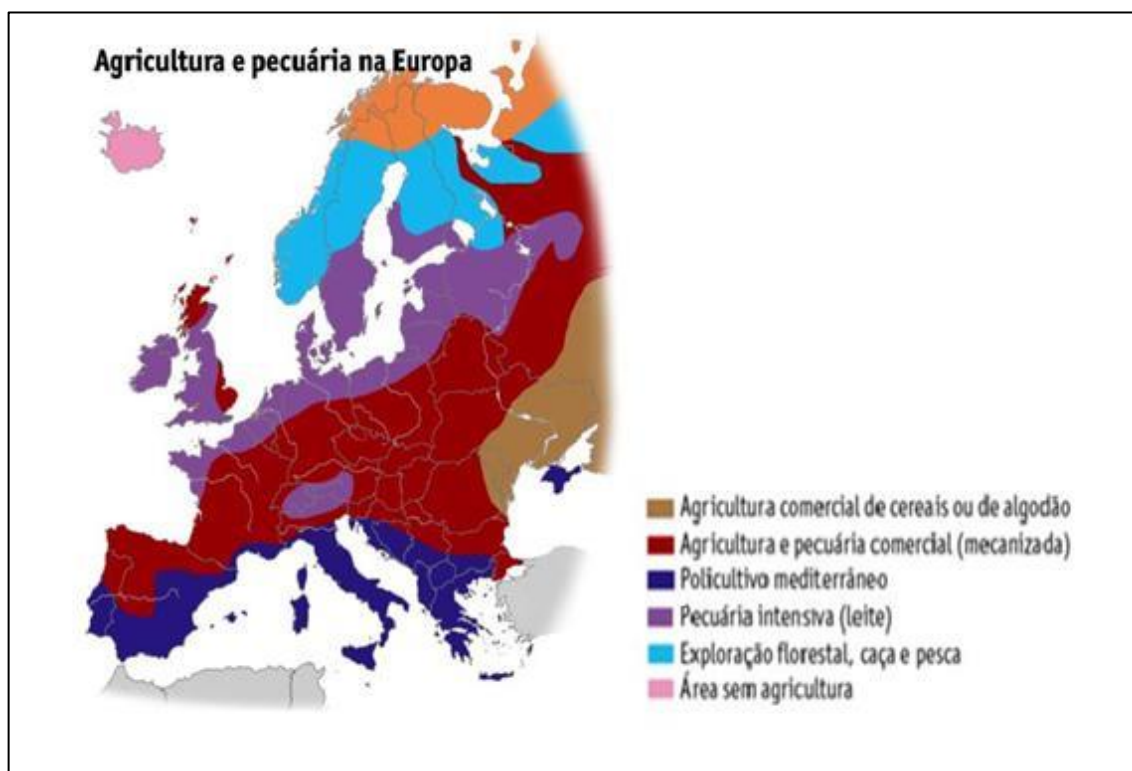 Agricultura e pecuária na Europa
Agricultura comercial de cereais ou de algodão
Agricultura e pecuária comercial (mecanizada)
Policultivo mediterrâneo
Pecuária intensiva (leite)
Exploração florestal, caça e pesca
Área sem agricultura